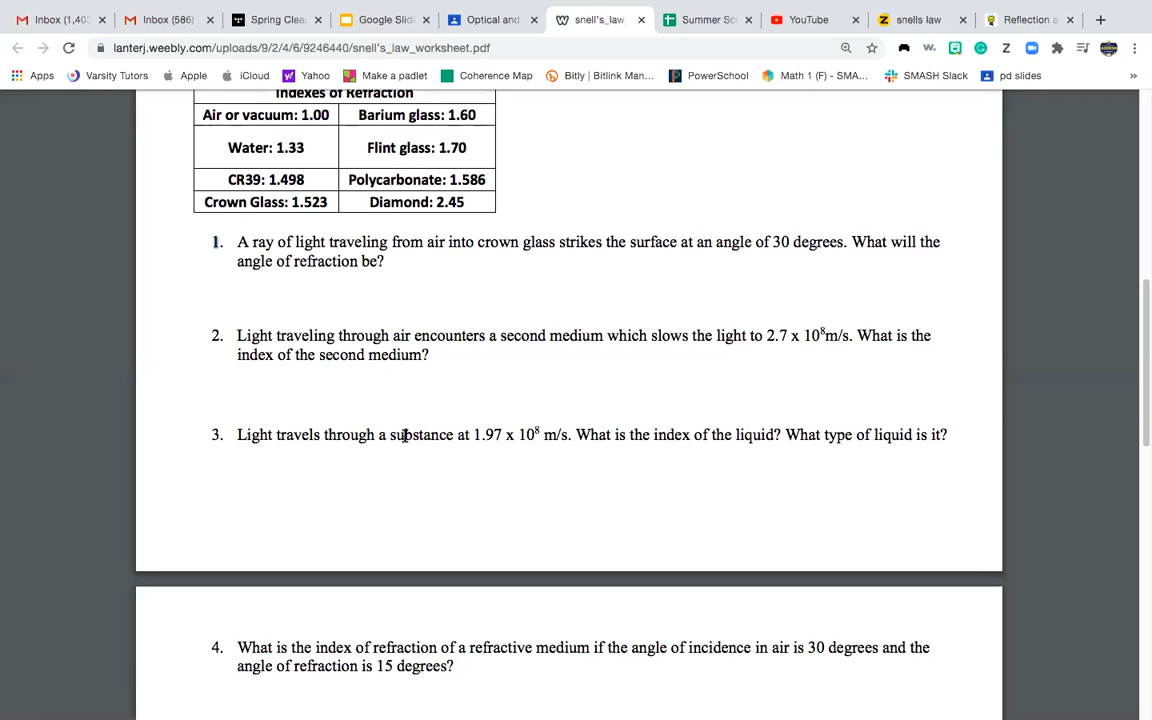 Inbox (1,40
Inbox (586)
Spring Clea
Google Slid
Optical and
snell's_law_
Summer Sc
YouTube
snells law
Reflection a
lanterj.weebly.com/uploads/9/2/4/6/9246440/snell's_law_worksheet.pdf
Apps
Varsity Tutors
Apple
iCloud
Yahoo
Make a padlet
Coherence Map
Bitly | Bitlink Man...
PowerSchool
Math 1 (F) - SMA...
SMASH Slack
pd slides
»
Indexes of Refraction
Air or vacuum: 1.00 Barium glass: 1.60
Water: 1.33 Flint glass: 1.70
CR39: 1.498 Polycarbonate: 1.586
Crown Glass: 1.523 Diamond: 2.45
1. A ray of light traveling from air into crown glass strikes the surface at an angle of 30 degrees. What will the
angle of refraction be?
2. Light traveling through air encounters a second medium which slows the light to 2.7 x 10⁸m/s. What is the
index of the second medium?
3. Light travels through a substance at 1.97 x 10⁸ m/s. What is the index of the liquid? What type of liquid is it?
4. What is the index of refraction of a refractive medium if the angle of incidence in air is 30 degrees and the
angle of refraction is 15 degrees?